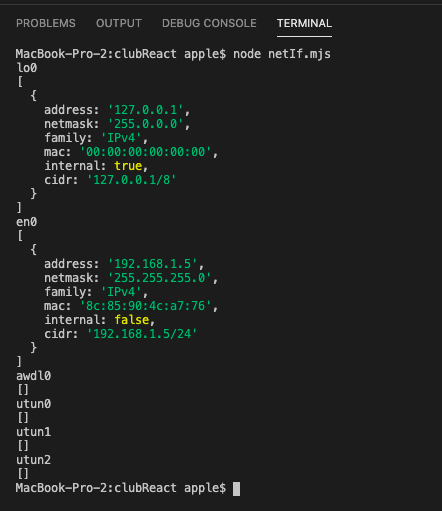 PROBLEMS OUTPUT DEBUG CONSOLE TERMINAL
MacBook-Pro-2:clubReact apple$ node netIf.mjs
lo0
[
  {
    address: '127.0.0.1',
    netmask: '255.0.0.0',
    family: 'IPv4',
    mac: '00:00:00:00:00:00',
    internal: true,
    cidr: '127.0.0.1/8'
  }
]
en0
[
  {
    address: '192.168.1.5',
    netmask: '255.255.255.0',
    family: 'IPv4',
    mac: '8c:85:90:4c:a7:76',
    internal: false,
    cidr: '192.168.1.5/24'
  }
]
awdl0
[]
utun0
[]
utun1
[]
utun2
[]
MacBook-Pro-2:clubReact apple$